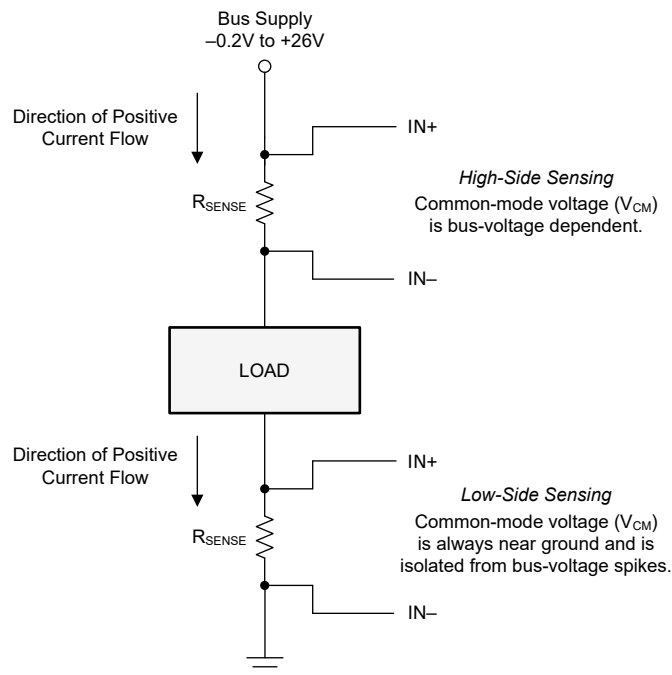 Bus Supply
–0.2V to +26V
Direction of Positive
Current Flow
IN+
RSENSE
High-Side Sensing
Common-mode voltage (VCM)
is bus-voltage dependent.
IN–
LOAD
Direction of Positive
Current Flow
IN+
RSENSE
Low-Side Sensing
Common-mode voltage (VCM)
is always near ground and is
isolated from bus-voltage spikes.
IN–